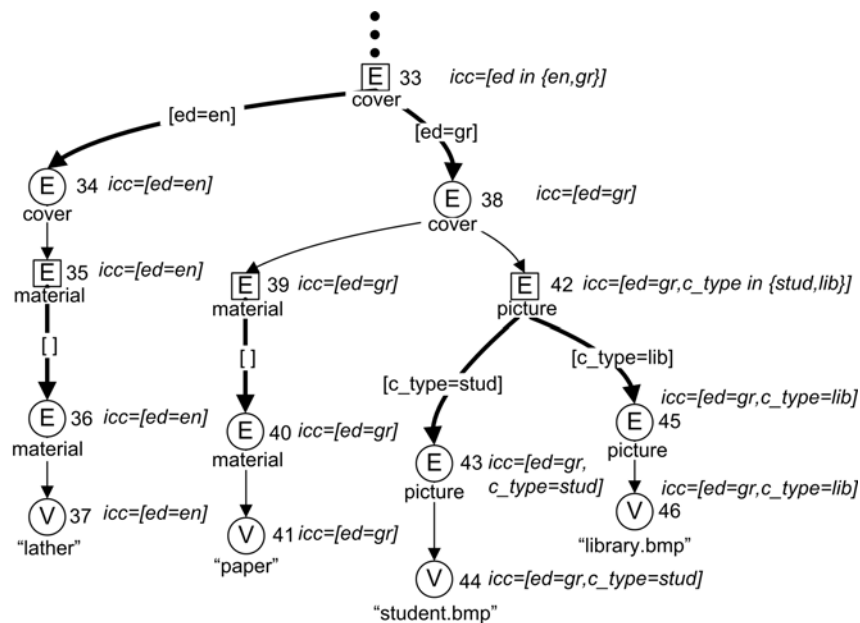 E 33 icc=[ed in {en,gr}]
cover
[ed=en]
[ed=gr]
E 34 icc=[ed=en]
cover
E 38 icc=[ed=gr]
cover
E 35 icc=[ed=en]
material
E 39 icc=[ed=gr]
material
E 42 icc=[ed=gr,c_type in {stud,lib}]
picture
[ ]
[ ]
[c_type=stud]
[c_type=lib]
E 36 icc=[ed=en]
material
E 40 icc=[ed=gr]
material
icc=[ed=gr,c_type=lib]
E 45
picture
E 43 icc=[ed=gr,
c_type=stud]
picture
V 37 icc=[ed=en]
"lather"
V 41 icc=[ed=gr]
"paper"
icc=[ed=gr,c_type=lib]
V 46
"library.bmp"
V 44 icc=[ed=gr,c_type=stud]
"student.bmp"